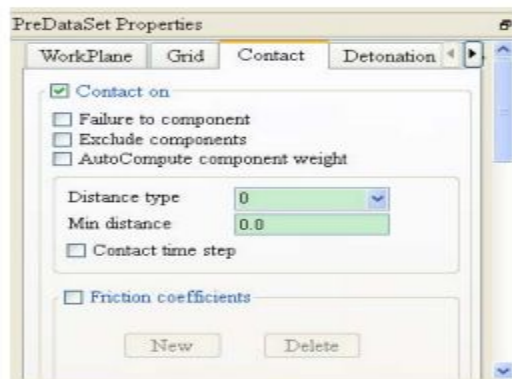 PreDataSet Properties
WorkPlane Grid Contact Detonation
Contact on
Failure to component
Exclude components
AutoCompute component weight
Distance type 0
Min distance 0.0
Contact time step
Friction coefficients
New Delete